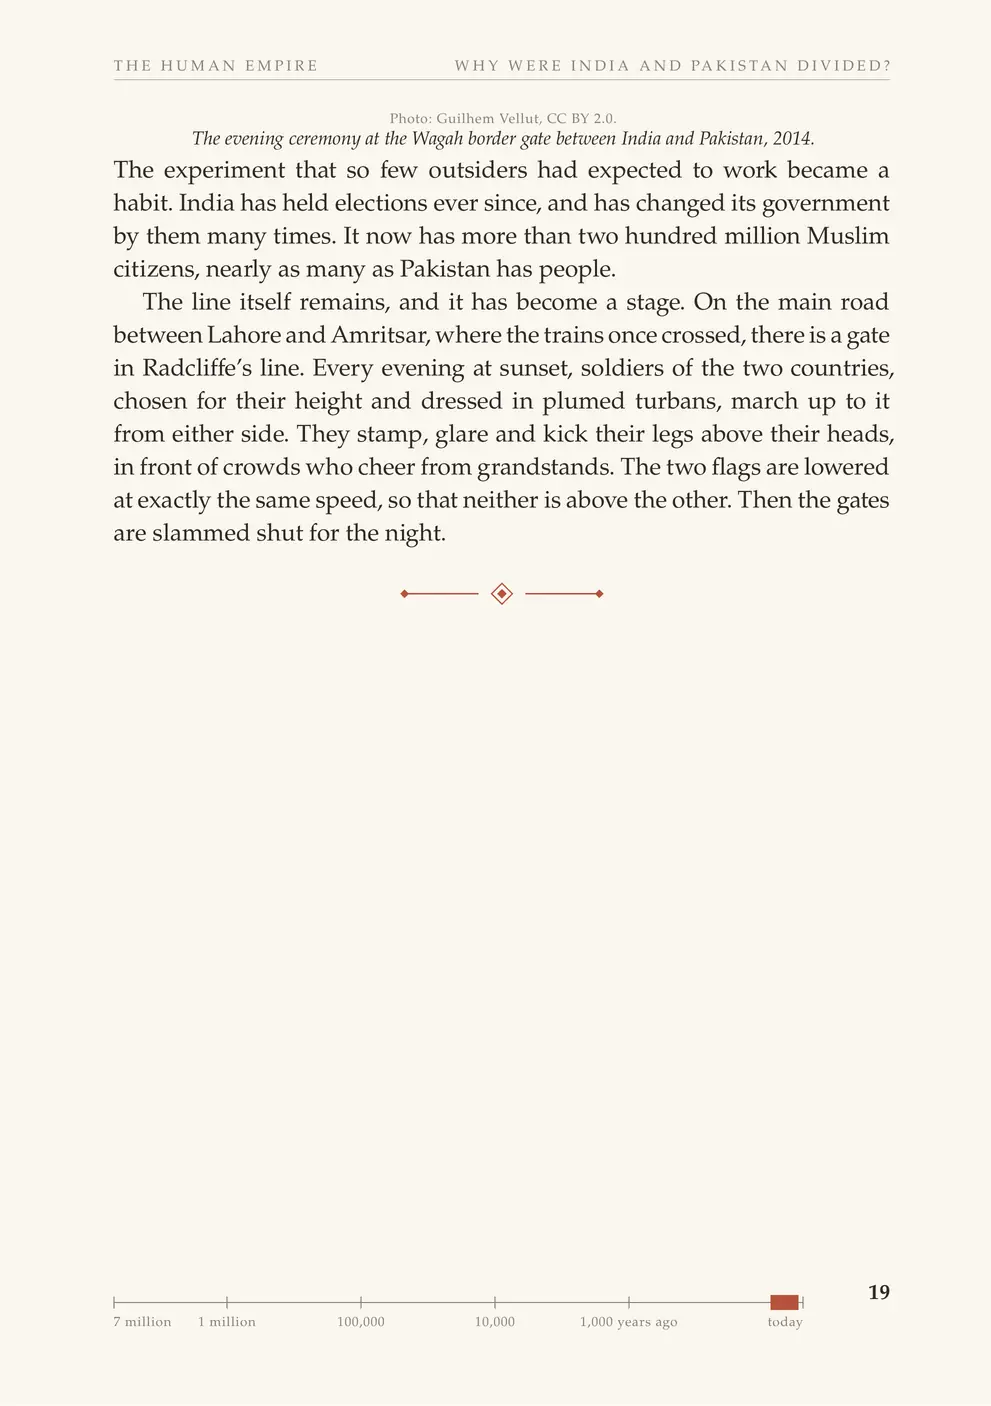 THE HUMAN EMPIRE
WHY WERE INDIA AND PAKISTAN DIVIDED?
Photo: Guilhem Vellut, CC BY 2.0.
The evening ceremony at the Wagah border gate between India and Pakistan, 2014.
The experiment that so few outsiders had expected to work became a
habit. India has held elections ever since, and has changed its government
by them many times. It now has more than two hundred million Muslim
citizens, nearly as many as Pakistan has people.
The line itself remains, and it has become a stage. On the main road
between Lahore and Amritsar, where the trains once crossed, there is a gate
in Radcliffe’s line. Every evening at sunset, soldiers of the two countries,
chosen for their height and dressed in plumed turbans, march up to it
from either side. They stamp, glare and kick their legs above their heads,
in front of crowds who cheer from grandstands. The two flags are lowered
at exactly the same speed, so that neither is above the other. Then the gates
are slammed shut for the night.
19
7 million 1 million 100,000 10,000 1,000 years ago today